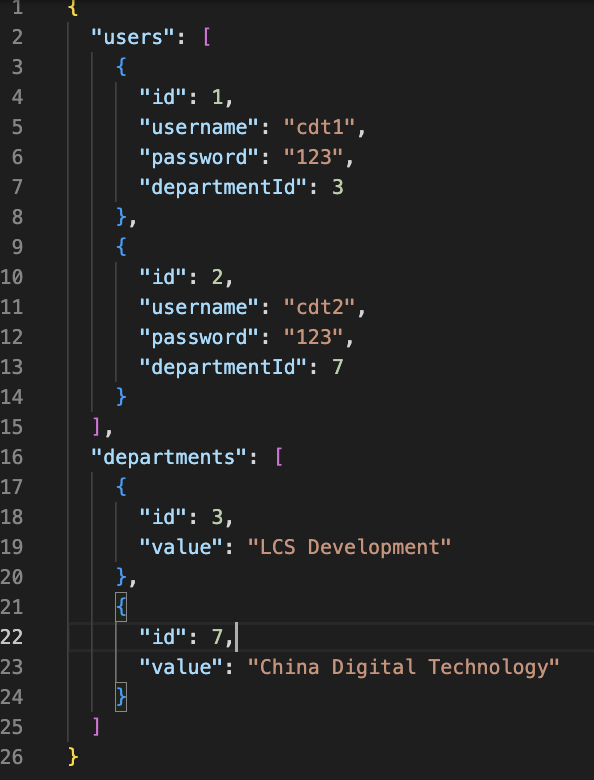 1 {
2 "users": [
3 {
4 "id": 1,
5 "username": "cdt1",
6 "password": "123",
7 "departmentId": 3
8 },
9 {
10 "id": 2,
11 "username": "cdt2",
12 "password": "123",
13 "departmentId": 7
14 }
15 ],
16 "departments": [
17 {
18 "id": 3,
19 "value": "LCS Development"
20 },
21 {
22 "id": 7,
23 "value": "China Digital Technology"
24 }
25 ]
26 }